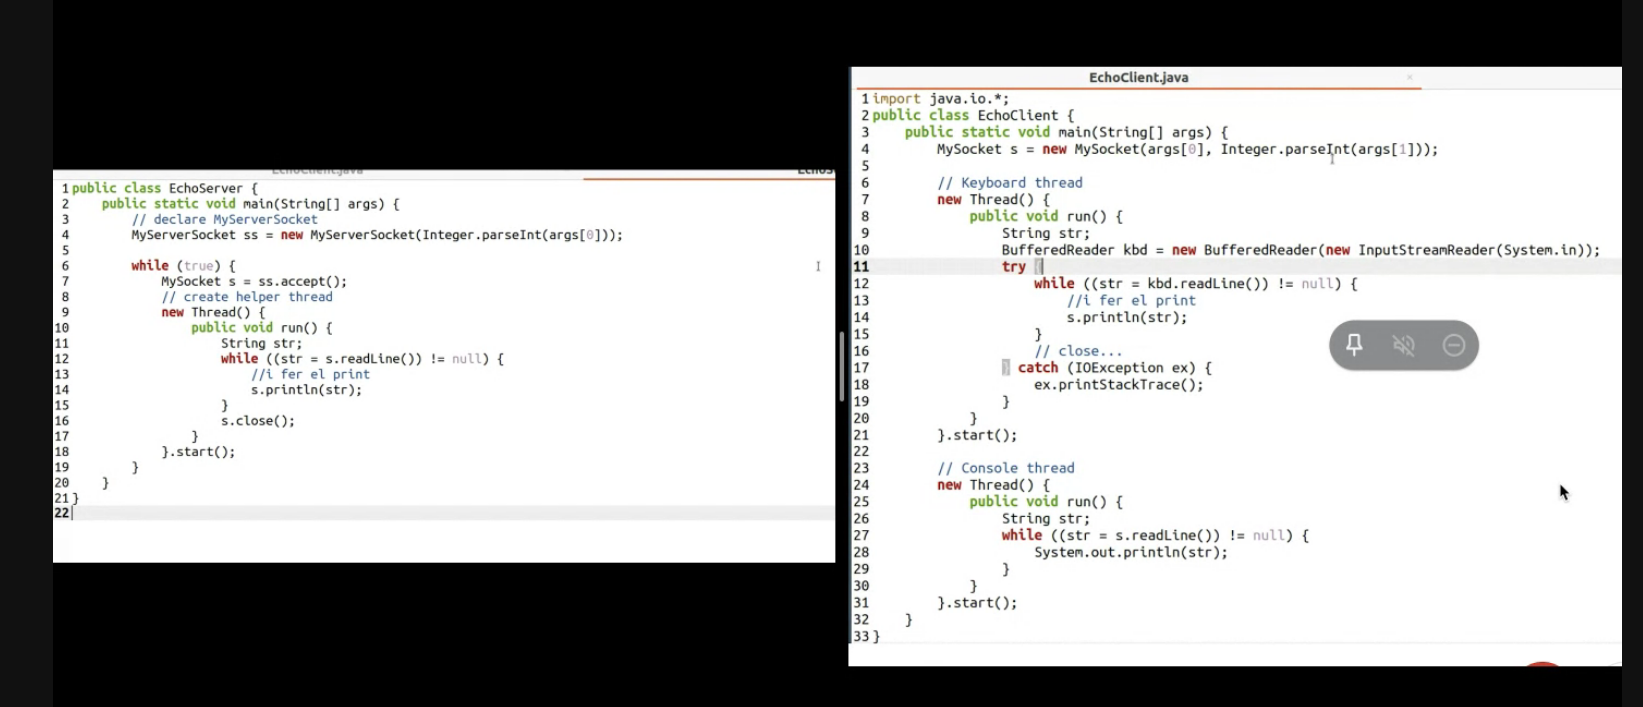 EchoClient.java
1 public class EchoServer {
2 public static void main(String[] args) {
3 // declare MyServerSocket
4 MyServerSocket ss = new MyServerSocket(Integer.parseInt(args[0]));
5
6 while (true) {
7 MySocket s = ss.accept();
8 // create helper thread
9 new Thread() {
10 public void run() {
11 String str;
12 while ((str = s.readLine()) != null) {
13 //i fer el print
14 s.println(str);
15 }
16 s.close();
17 }
18 }.start();
19 }
20 }
21 }
22
EchoClient.java
1 import java.io.*;
2 public class EchoClient {
3 public static void main(String[] args) {
4 MySocket s = new MySocket(args[0], Integer.parseInt(args[1]));
5
6 // Keyboard thread
7 new Thread() {
8 public void run() {
9 String str;
10 BufferedReader kbd = new BufferedReader(new InputStreamReader(System.in));
11 try {
12 while ((str = kbd.readLine()) != null) {
13 //i fer el print
14 s.println(str);
15 }
16 // close...
17 } catch (IOException ex) {
18 ex.printStackTrace();
19 }
20 }
21 }.start();
22
23 // Console thread
24 new Thread() {
25 public void run() {
26 String str;
27 while ((str = s.readLine()) != null) {
28 System.out.println(str);
29 }
30 }
31 }.start();
32 }
33 }